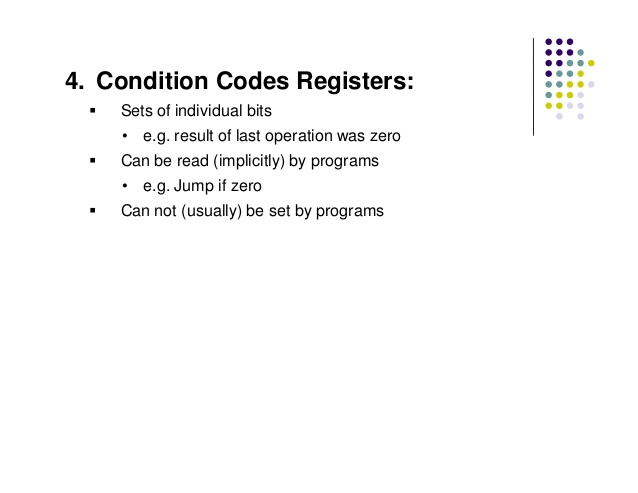 4. Condition Codes Registers:
▪ Sets of individual bits
• e.g. result of last operation was zero
▪ Can be read (implicitly) by programs
• e.g. Jump if zero
▪ Can not (usually) be set by programs